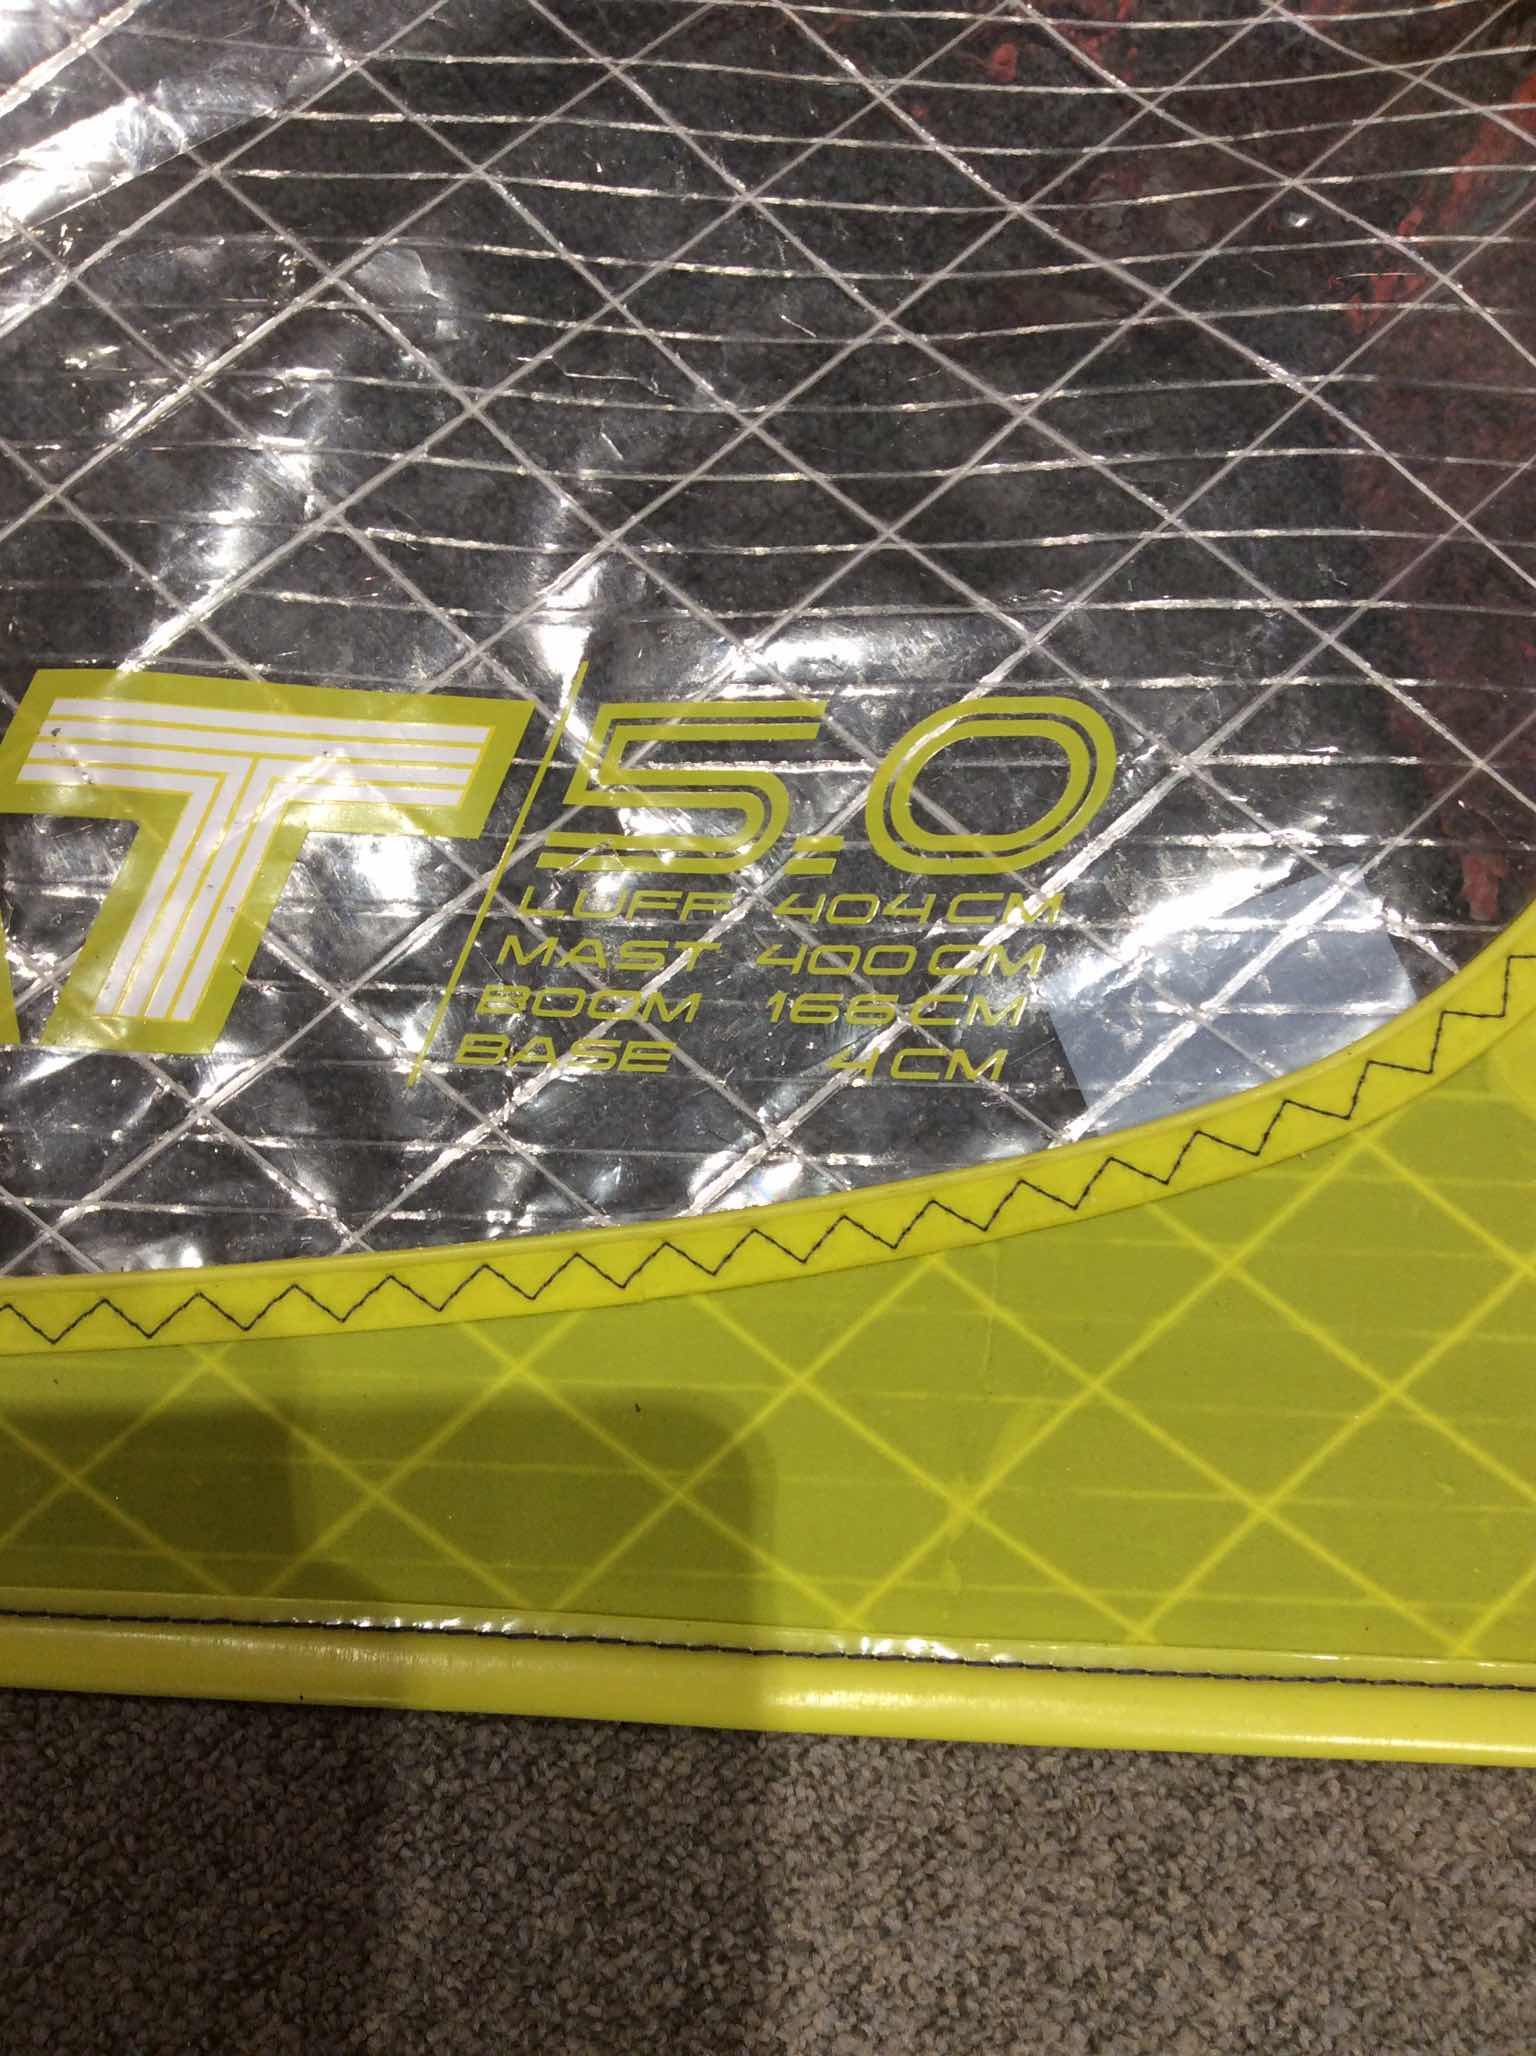 T 5.0
LUFF 404 CM
MAST 400 CM
BOOM 166 CM
BASE 4 CM